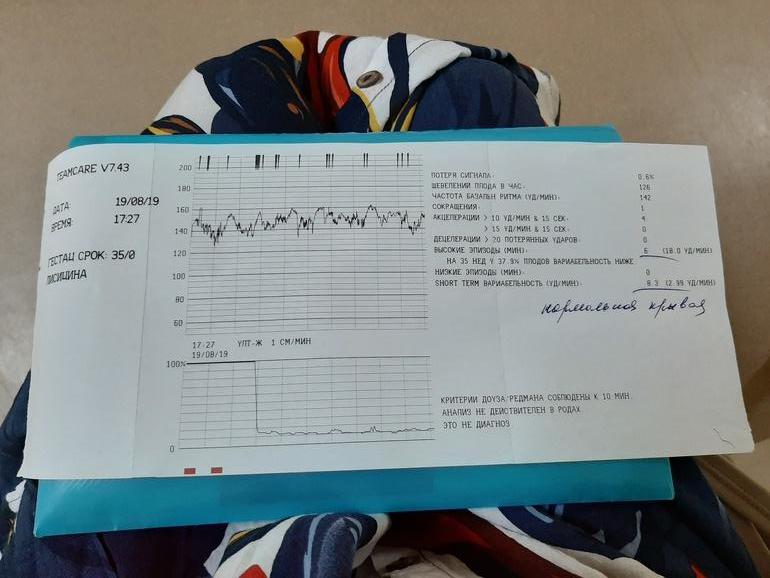 TEAMCARE V7.43
ДАТА: 19/08/19
ВРЕМЯ: 17:27
ГЕСТАЦ СРОК: 35/0
ЛИСИЦИНА
200
180
160
140
120
100
80
60
17:27 УЛТ-Ж 1 СМ/МИН
19/08/19
100%
0
ПОТЕРЯ СИГНАЛА: 0.6%
ШЕВЕЛЕНИЙ ПЛОДА В ЧАС: 126
ЧАСТОТА БАЗАЛЬН РИТМА (УД/МИН) 142
СОКРАЩЕНИЯ: 1
АКЦЕЛЕРАЦИИ > 10 УД/МИН & 15 СЕК: 4
> 15 УД/МИН & 15 СЕК: 0
ДЕЦЕЛЕРАЦИИ > 20 ПОТЕРЯННЫХ УДАРОВ: 0
ВЫСОКИЕ ЭПИЗОДЫ (МИН): 6 (18.0 УД/МИН)
НА 35 НЕД У 37.9% ПЛОДОВ ВАРИАБЕЛЬНОСТЬ НИЖЕ
НИЗКИЕ ЭПИЗОДЫ (МИН): 0
SHORT TERM ВАРИАБЕЛЬНОСТЬ (УД/МИН): 8.3 (2.99 УД/МИН)
нормальная кривая
КРИТЕРИИ ДОУЗА/РЕДМАНА СОБЛЮДЕНЫ К 10 МИН.
АНАЛИЗ НЕ ДЕЙСТВИТЕЛЕН В РОДАХ
ЭТО НЕ ДИАГНОЗ